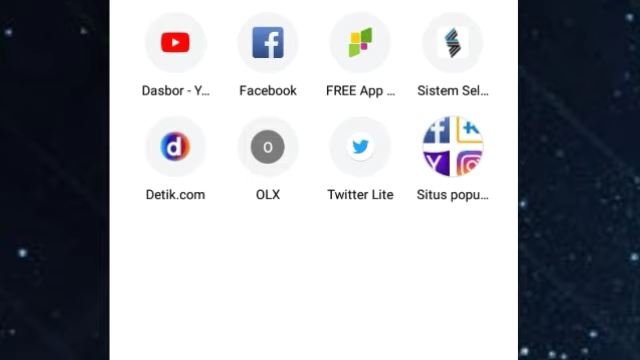 Dasbor - Y...
Facebook
FREE App ...
Sistem Sel...
d
O
Detik.com
OLX
Twitter Lite
Situs popu...